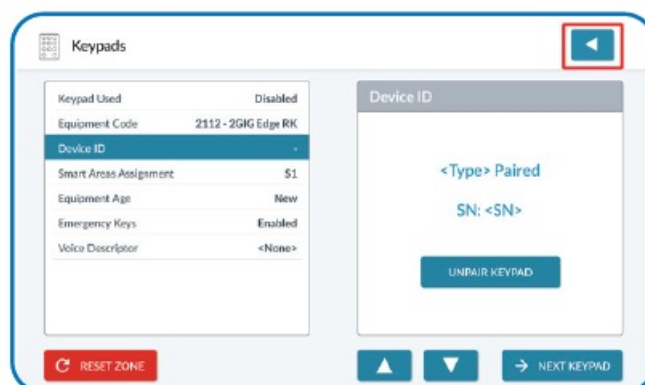 Keypads
Keypad Used Disabled
Equipment Code 2112 - 2GIG Edge RK
Device ID -
Smart Areas Assignment S1
Equipment Age New
Emergency Keys Enabled
Voice Descriptor <None>
RESET ZONE
Device ID
<Type> Paired
SN: <SN>
UNPAIR KEYPAD
NEXT KEYPAD